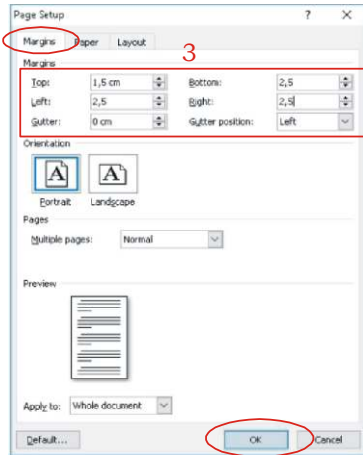 Page Setup ? X
Margins Paper Layout
3
Margins
Top: 1,5 cm Bottom: 2,5
Left: 2,5 Right: 2,5
Gutter: 0 cm Gutter position: Left
Orientation
A A
Portrait Landscape
Pages
Multiple pages: Normal
Preview
Apply to: Whole document
Default... OK Cancel